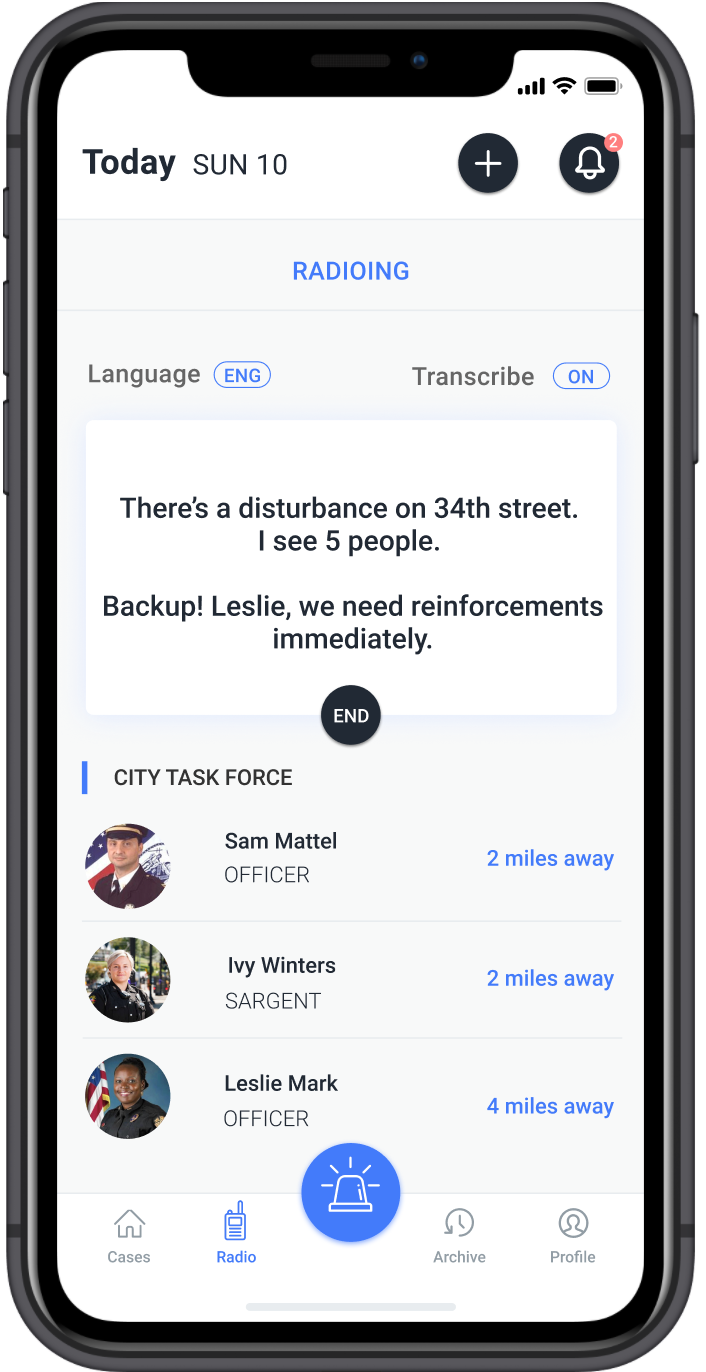 Today SUN 10
2
RADIOING
Language ENG
Transcribe ON
There’s a disturbance on 34th street.
I see 5 people.
Backup! Leslie, we need reinforcements
immediately.
END
CITY TASK FORCE
Sam Mattel
OFFICER
2 miles away
Ivy Winters
SARGENT
2 miles away
Leslie Mark
OFFICER
4 miles away
Cases
Radio
Archive
Profile